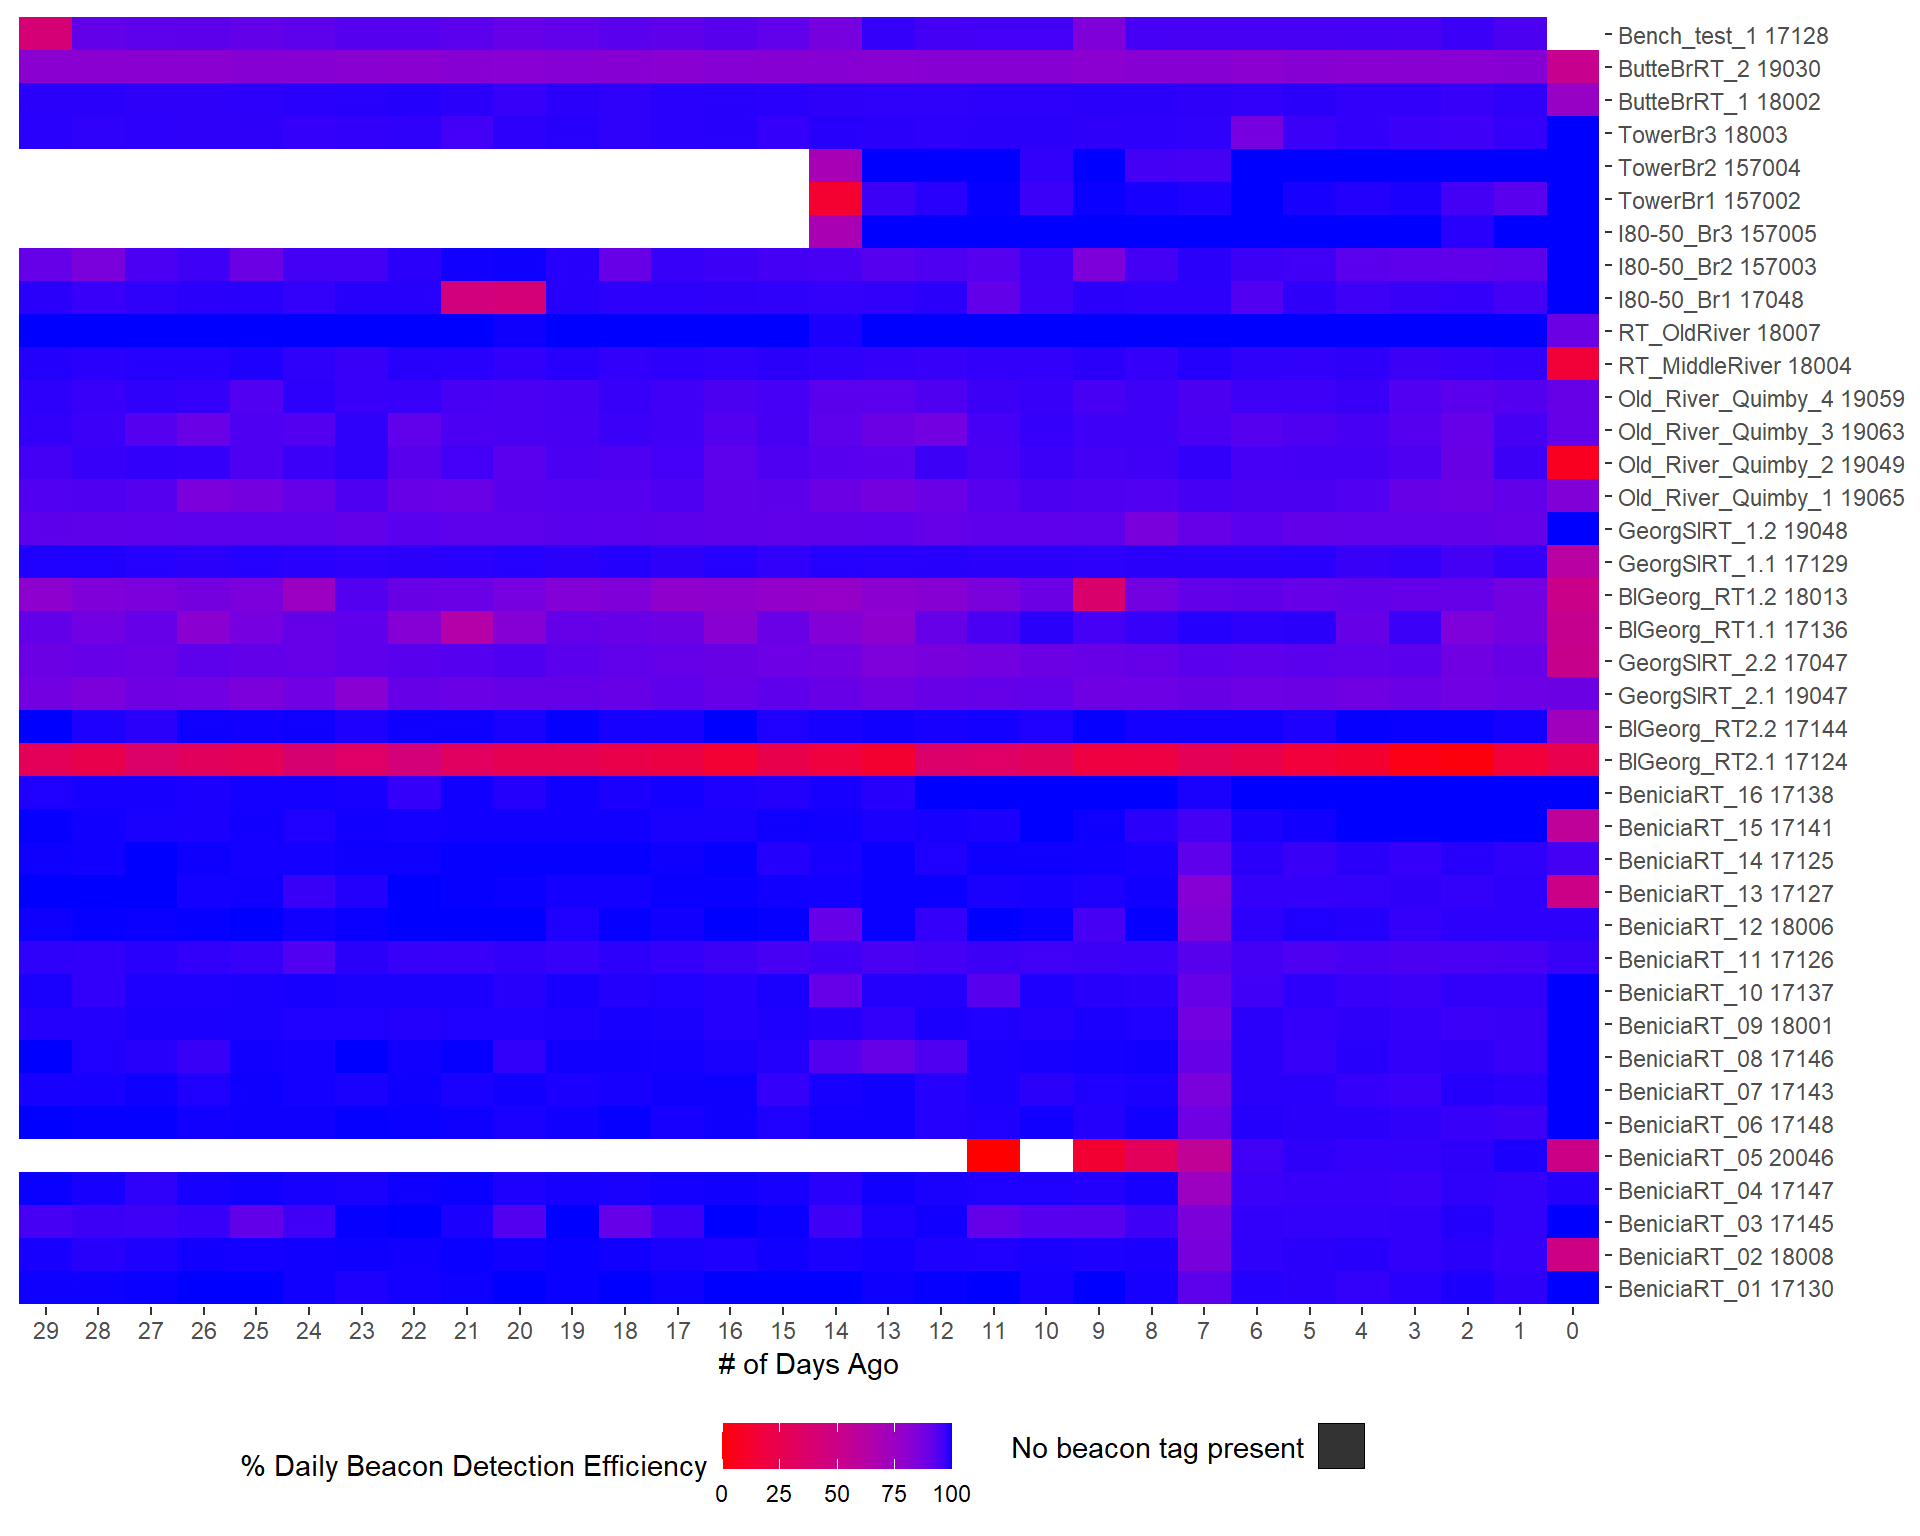 Bench_test_1 17128
ButteBrRT_2 19030
ButteBrRT_1 18002
TowerBr3 18003
TowerBr2 157004
TowerBr1 157002
I80-50_Br3 157005
I80-50_Br2 157003
I80-50_Br1 17048
RT_OldRiver 18007
RT_MiddleRiver 18004
Old_River_Quimby_4 19059
Old_River_Quimby_3 19063
Old_River_Quimby_2 19049
Old_River_Quimby_1 19065
GeorgSlRT_1.2 19048
GeorgSlRT_1.1 17129
BlGeorg_RT1.2 18013
BlGeorg_RT1.1 17136
GeorgSlRT_2.2 17047
GeorgSlRT_2.1 19047
BlGeorg_RT2.2 17144
BlGeorg_RT2.1 17124
BeniciaRT_16 17138
BeniciaRT_15 17141
BeniciaRT_14 17125
BeniciaRT_13 17127
BeniciaRT_12 18006
BeniciaRT_11 17126
BeniciaRT_10 17137
BeniciaRT_09 18001
BeniciaRT_08 17146
BeniciaRT_07 17143
BeniciaRT_06 17148
BeniciaRT_05 20046
BeniciaRT_04 17147
BeniciaRT_03 17145
BeniciaRT_02 18008
BeniciaRT_01 17130
29 28 27 26 25 24 23 22 21 20 19 18 17 16 15 14 13 12 11 10 9 8 7 6 5 4 3 2 1 0
# of Days Ago
% Daily Beacon Detection Efficiency
0 25 50 75 100
No beacon tag present